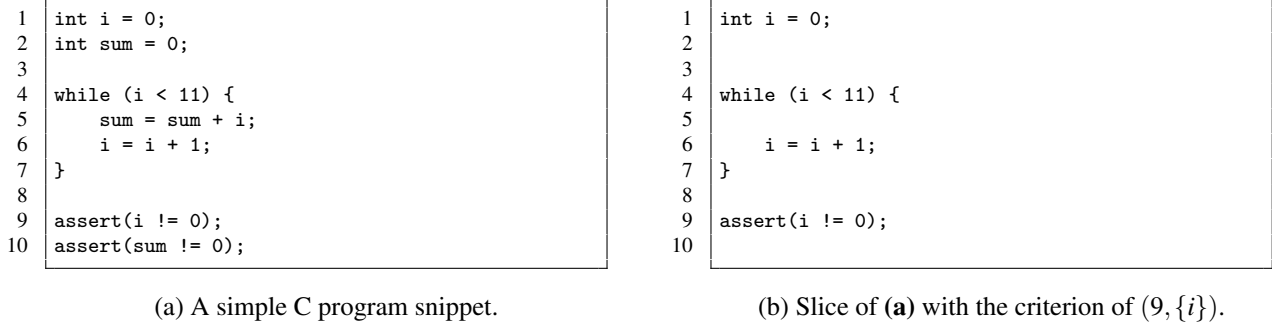 1 int i = 0;
2 int sum = 0;
3
4 while (i < 11) {
5     sum = sum + i;
6     i = i + 1;
7 }
8
9 assert(i != 0);
10 assert(sum != 0);
(a) A simple C program snippet.
1 int i = 0;
2
3
4 while (i < 11) {
5
6     i = i + 1;
7 }
8
9 assert(i != 0);
10
(b) Slice of (a) with the criterion of (9,{i}).